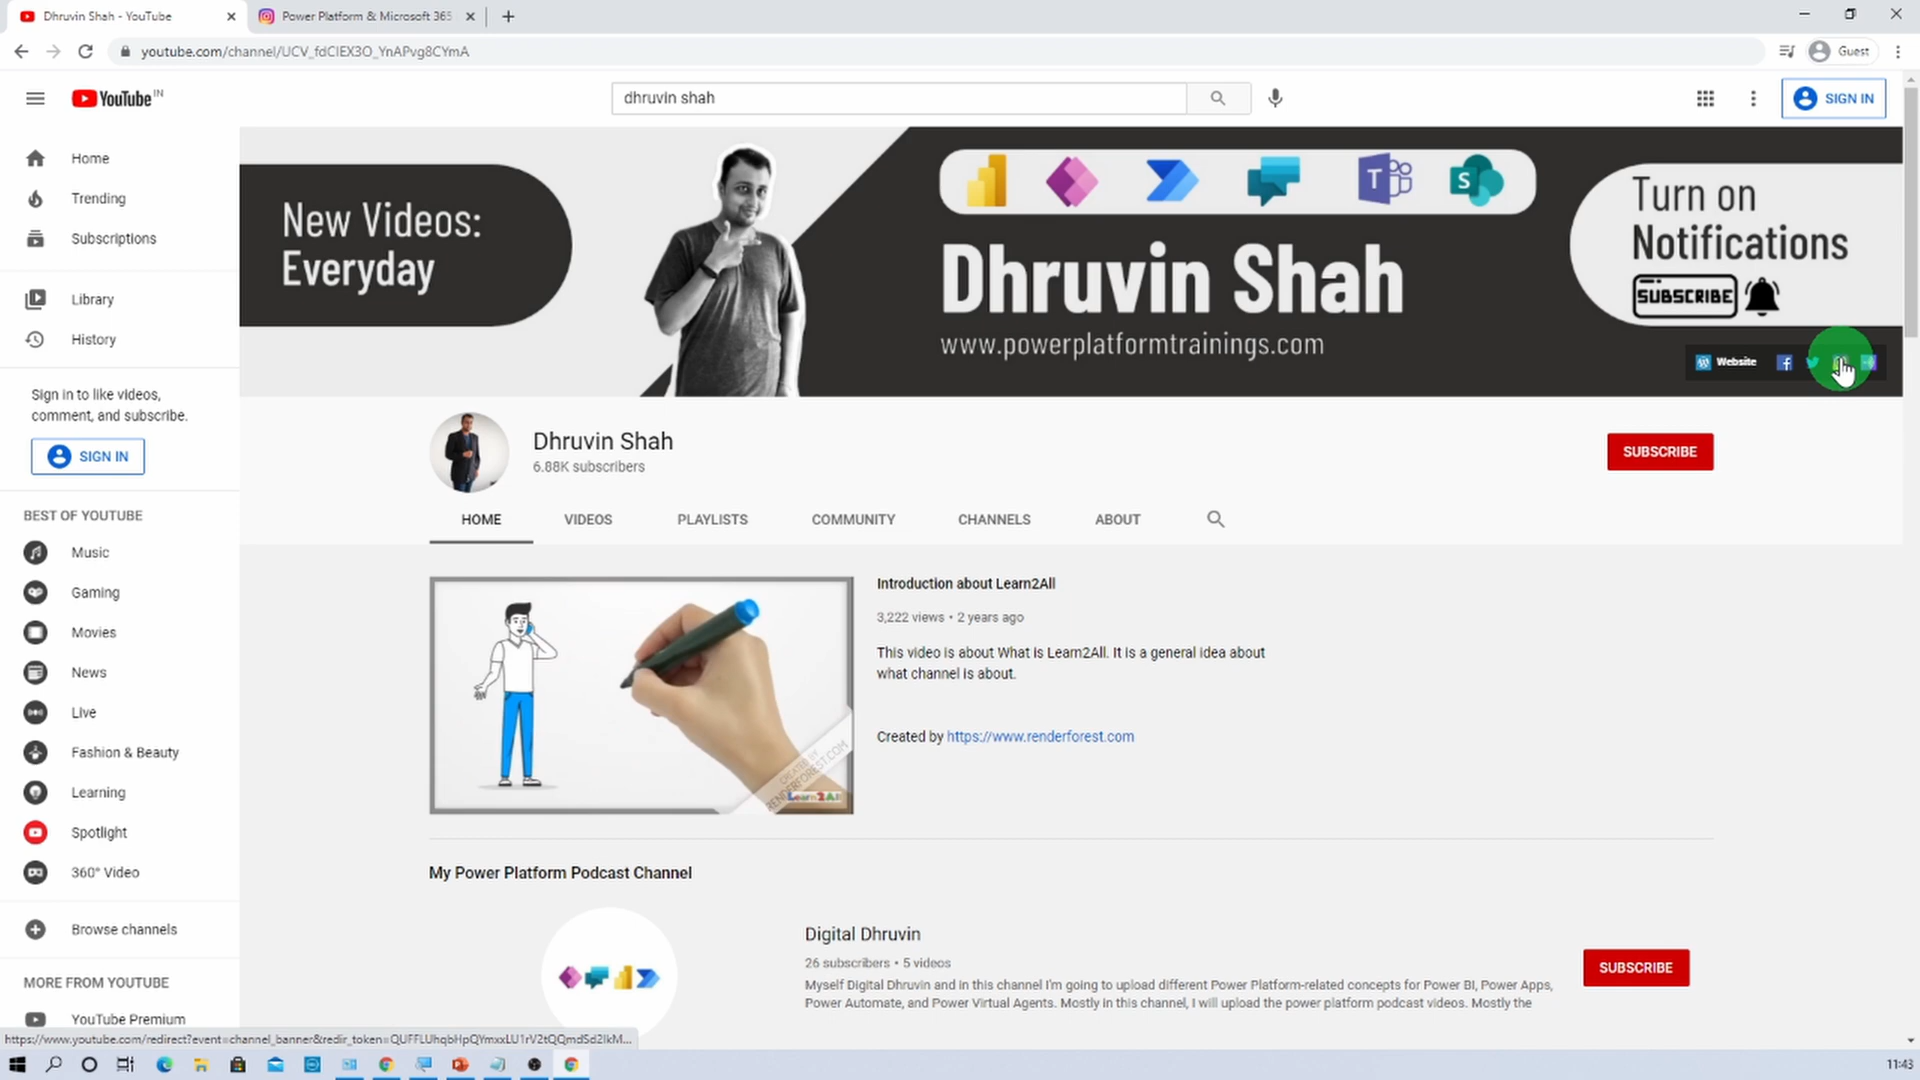 Dhruvin Shah - YouTube
Power Platform & Microsoft 365
youtube.com/channel/UCV_fdCIEX3O_YnAPvg8CYmA
Guest
YouTube IN
dhruvin shah
SIGN IN
Home
Trending
Subscriptions
Library
History
Sign in to like videos,
comment, and subscribe.
SIGN IN
BEST OF YOUTUBE
Music
Gaming
Movies
News
Live
Fashion & Beauty
Learning
Spotlight
360° Video
Browse channels
MORE FROM YOUTUBE
YouTube Premium
New Videos:
Everyday
Dhruvin Shah
www.powerplatformtrainings.com
Turn on
Notifications
SUBSCRIBE
Website
Dhruvin Shah
6.88K subscribers
SUBSCRIBE
HOME
VIDEOS
PLAYLISTS
COMMUNITY
CHANNELS
ABOUT
CREATED BY
RENDERFOREST.COM
Learn2All
Introduction about Learn2All
3,222 views • 2 years ago
This video is about What is Learn2All. It is a general idea about
what channel is about.
Created by https://www.renderforest.com
My Power Platform Podcast Channel
Digital Dhruvin
26 subscribers • 5 videos
Myself Digital Dhruvin and in this channel I'm going to upload different Power Platform-related concepts for Power BI, Power Apps,
Power Automate, and Power Virtual Agents. Mostly in this channel, I will upload the power platform podcast videos. Mostly the
SUBSCRIBE
11:43